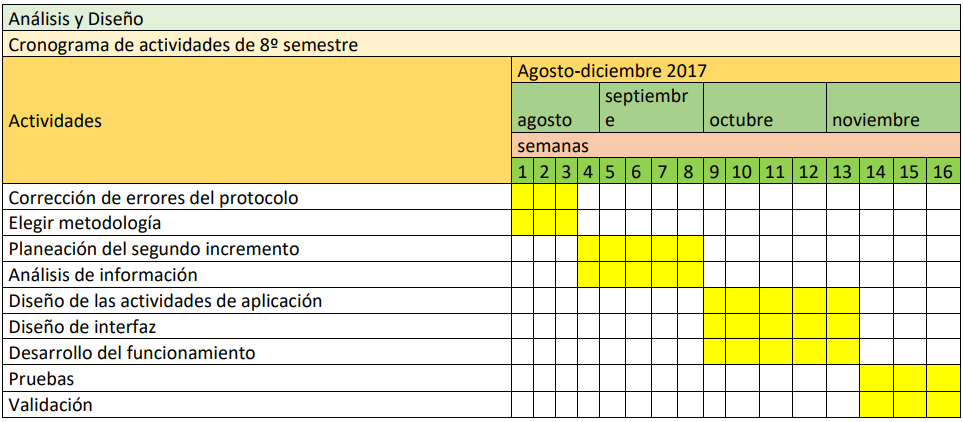 Análisis y Diseño
Cronograma de actividades de 8º semestre
Actividades
Agosto-diciembre 2017
agosto
septiembr
e
octubre
noviembre
semanas
1 2 3 4 5 6 7 8 9 10 11 12 13 14 15 16
Corrección de errores del protocolo
Elegir metodología
Planeación del segundo incremento
Análisis de información
Diseño de las actividades de aplicación
Diseño de interfaz
Desarrollo del funcionamiento
Pruebas
Validación